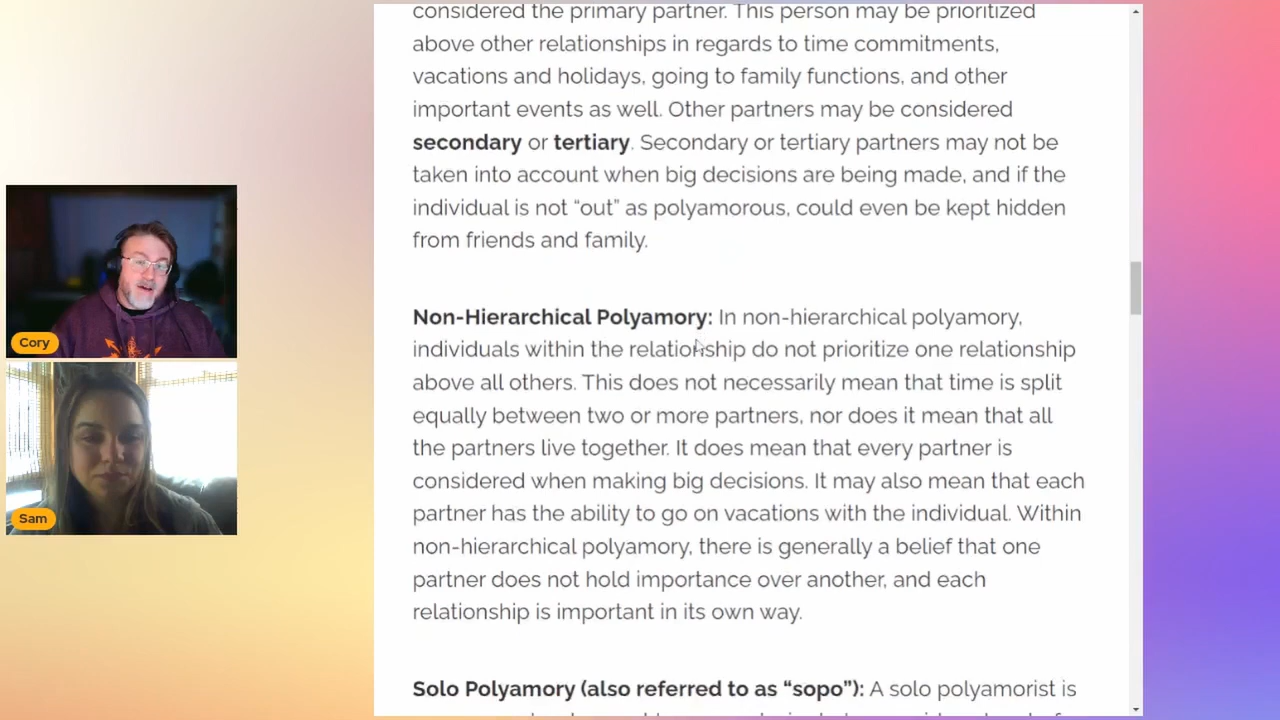 considered the primary partner. This person may be prioritized
above other relationships in regards to time commitments,
vacations and holidays, going to family functions, and other
important events as well. Other partners may be considered
secondary or tertiary. Secondary or tertiary partners may not be
taken into account when big decisions are being made, and if the
individual is not “out” as polyamorous, could even be kept hidden
from friends and family.
Non-Hierarchical Polyamory: In non-hierarchical polyamory,
individuals within the relationship do not prioritize one relationship
above all others. This does not necessarily mean that time is split
equally between two or more partners, nor does it mean that all
the partners live together. It does mean that every partner is
considered when making big decisions. It may also mean that each
partner has the ability to go on vacations with the individual. Within
non-hierarchical polyamory, there is generally a belief that one
partner does not hold importance over another, and each
relationship is important in its own way.
Solo Polyamory (also referred to as “sopo”): A solo polyamorist is
Cory
Sam